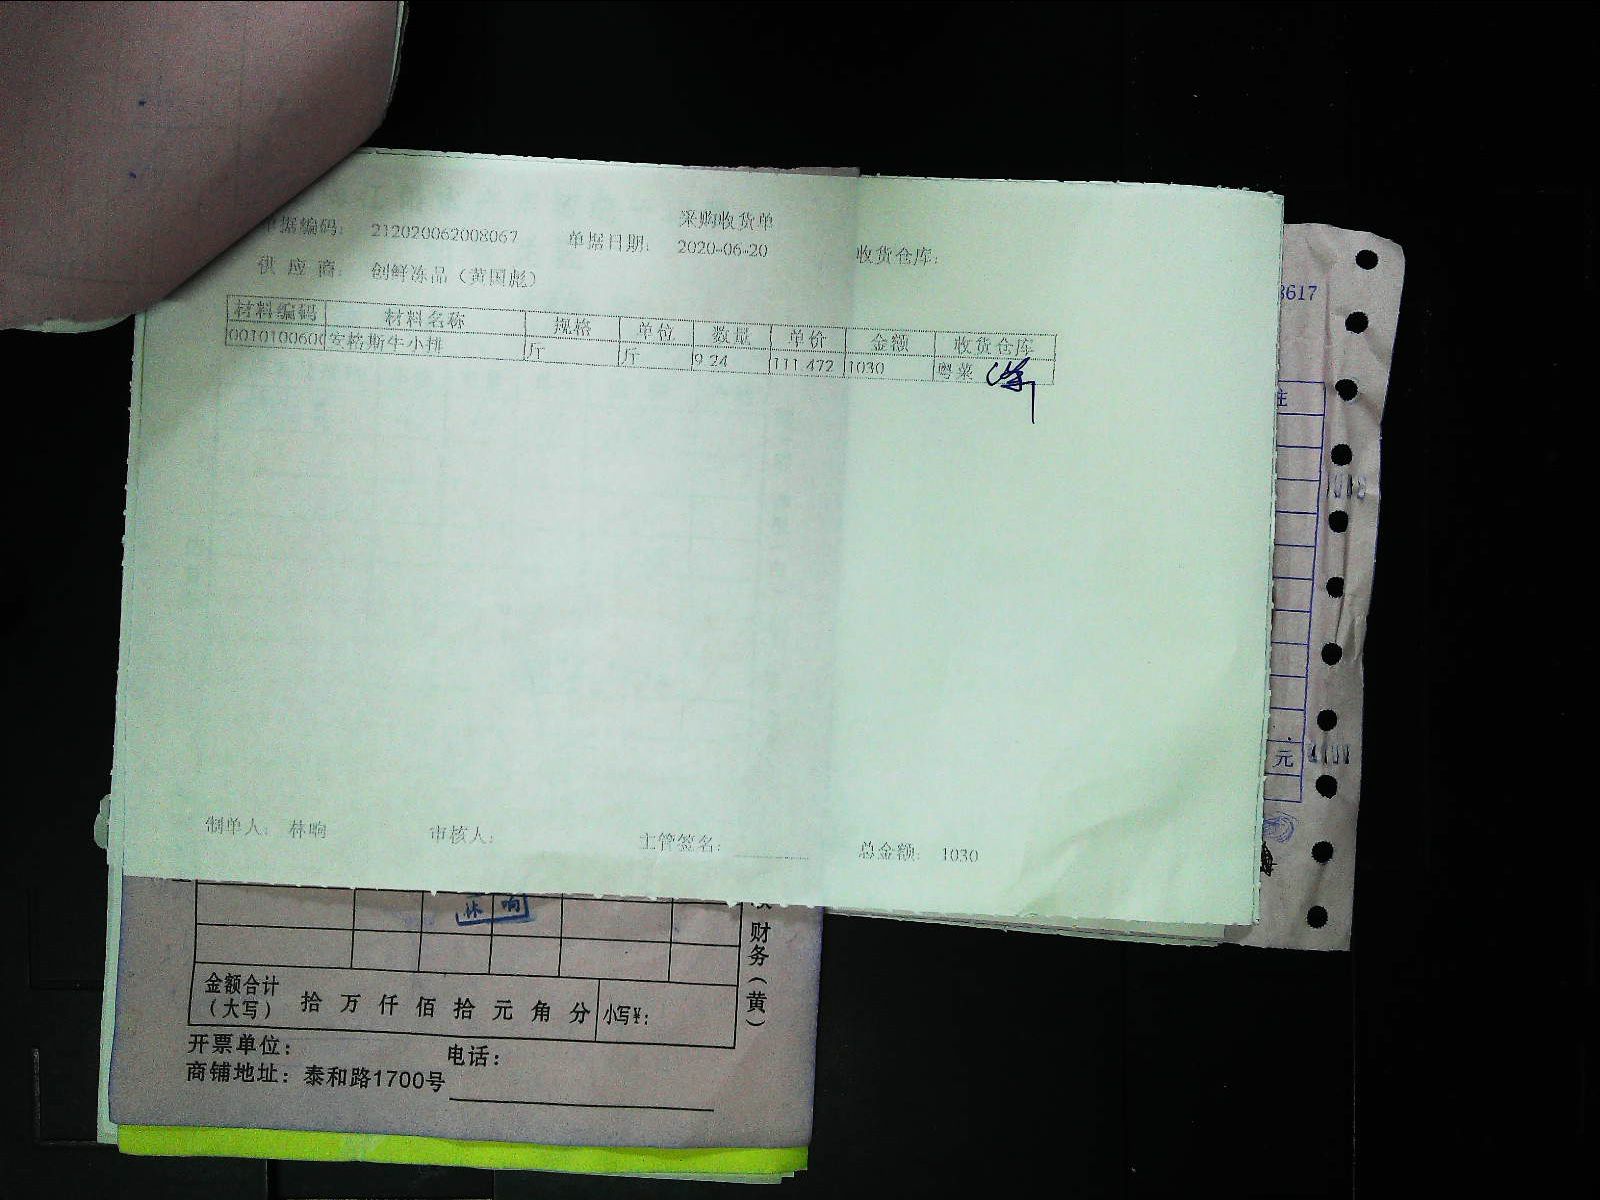 采购收货单
单据编码: 212020062008067 单据日期: 2020-06-20 收货仓库:
供应商: 创鲜冻品（黄国彪）
材料编码 材料名称 规格 单位 数量 单价 金额 收货仓库
0010100600 安格斯牛小排 斤 斤 9.24 111.472 1030 粤菜
制单人: 林响 审核人: 主管签名: 总金额: 1030
3617
元
林响
财务（黄）
金额合计（大写） 拾 万 仟 佰 拾 元 角 分 小写¥:
开票单位: 电话:
商铺地址: 泰和路1700号